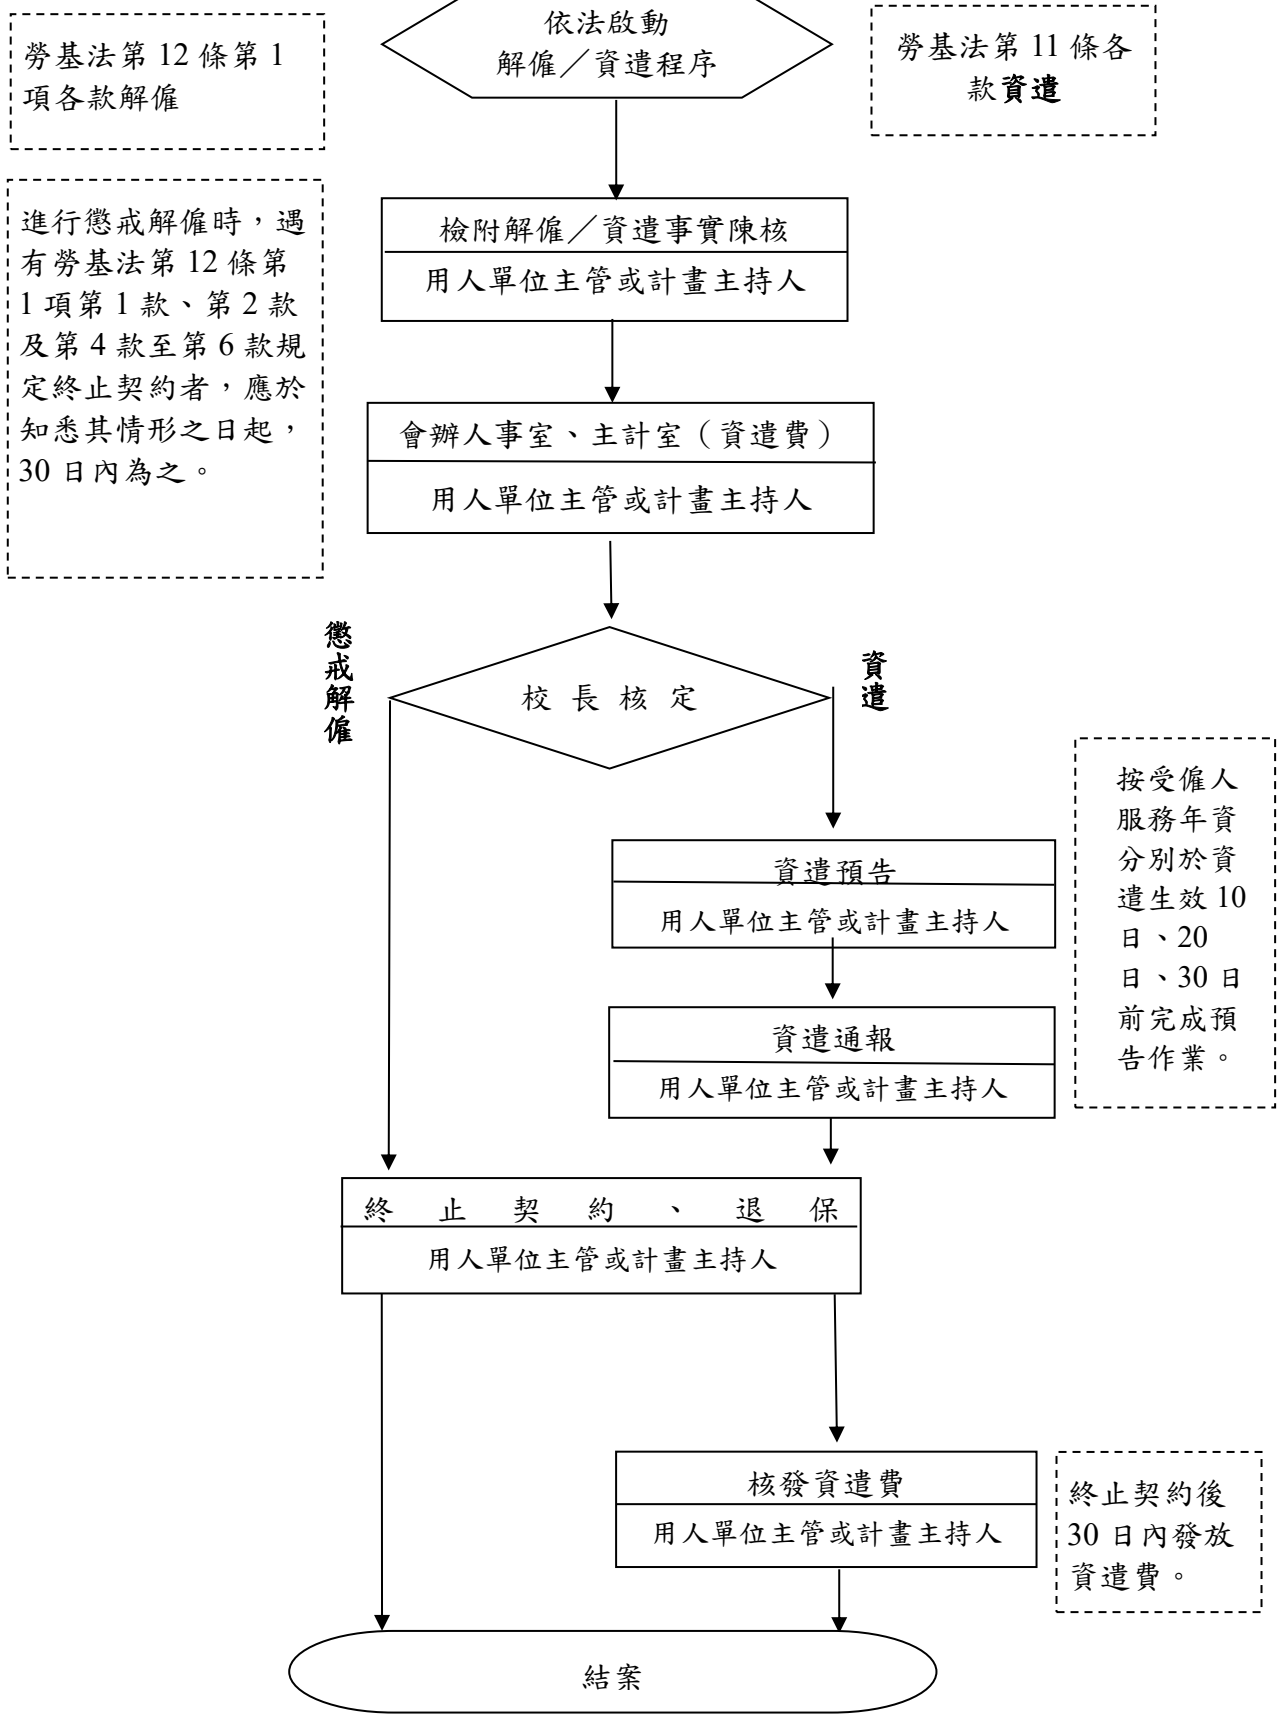 勞基法第 12 條第 1
項各款解僱
依法啟動
解僱／資遣程序
勞基法第 11 條各
款資遣
進行懲戒解僱時，遇
有勞基法第 12 條第
1 項第 1 款、第 2 款
及第 4 款至第 6 款規
定終止契約者，應於
知悉其情形之日起，
30 日內為之。
檢附解僱／資遣事實陳核
用人單位主管或計畫主持人
會辦人事室、主計室（資遣費）
用人單位主管或計畫主持人
懲戒解僱
校 長 核 定
資遣
資遣預告
用人單位主管或計畫主持人
按受僱人
服務年資
分別於資
遣生效 10
日、20
日、30 日
前完成預
告作業。
資遣通報
用人單位主管或計畫主持人
終 止 契 約 、 退 保
用人單位主管或計畫主持人
核發資遣費
用人單位主管或計畫主持人
終止契約後
30 日內發放
資遣費。
結案